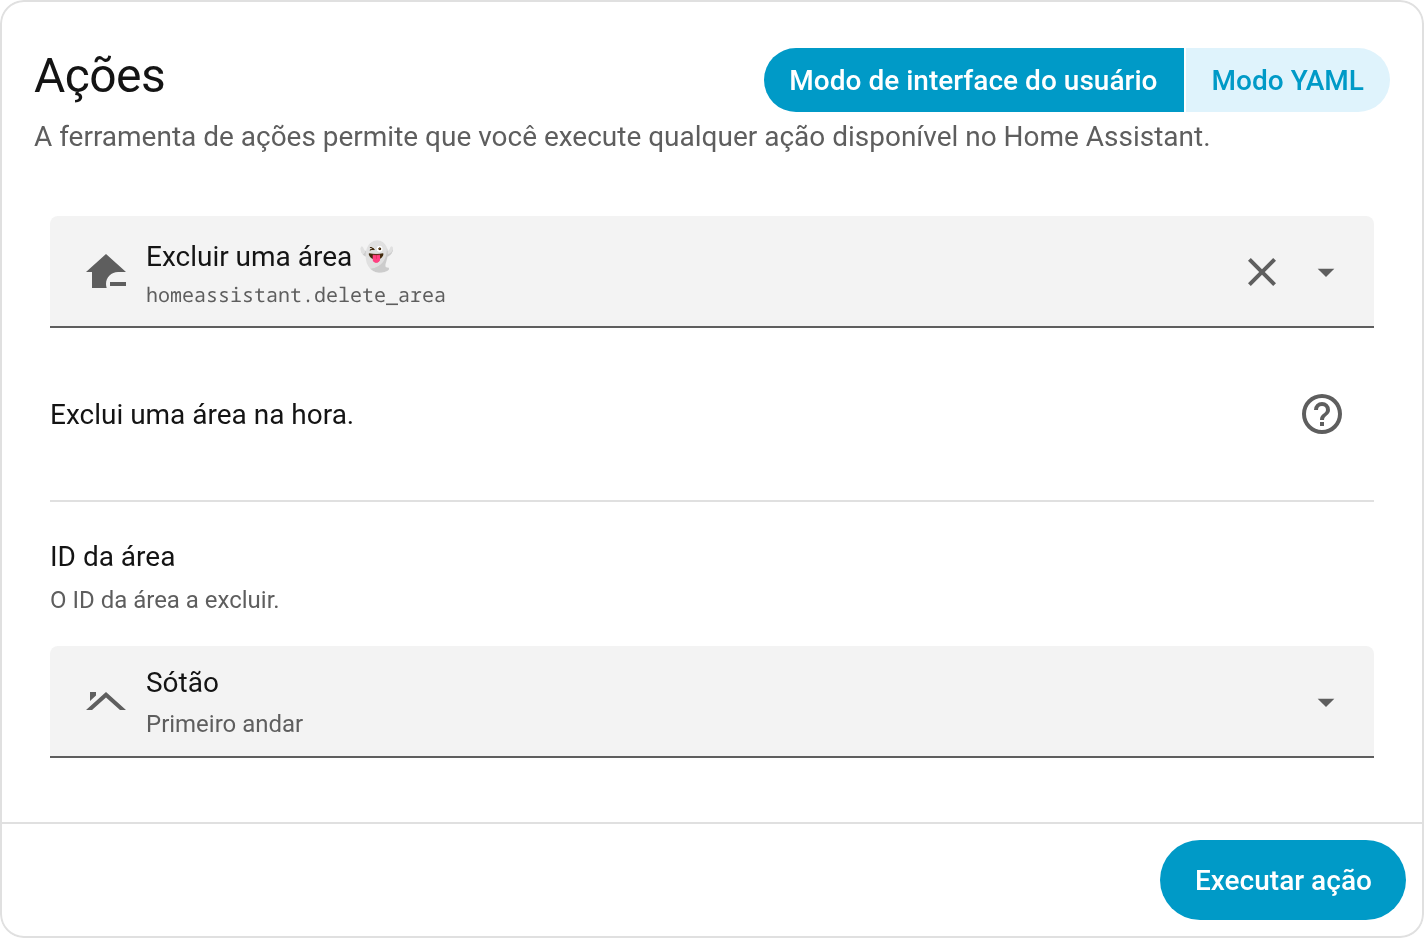 Ações
Modo de interface do usuário
Modo YAML
A ferramenta de ações permite que você execute qualquer ação disponível no Home Assistant.
Excluir uma área 👻
homeassistant.delete_area
Exclui uma área na hora.
ID da área
O ID da área a excluir.
Sótão
Primeiro andar
Executar ação